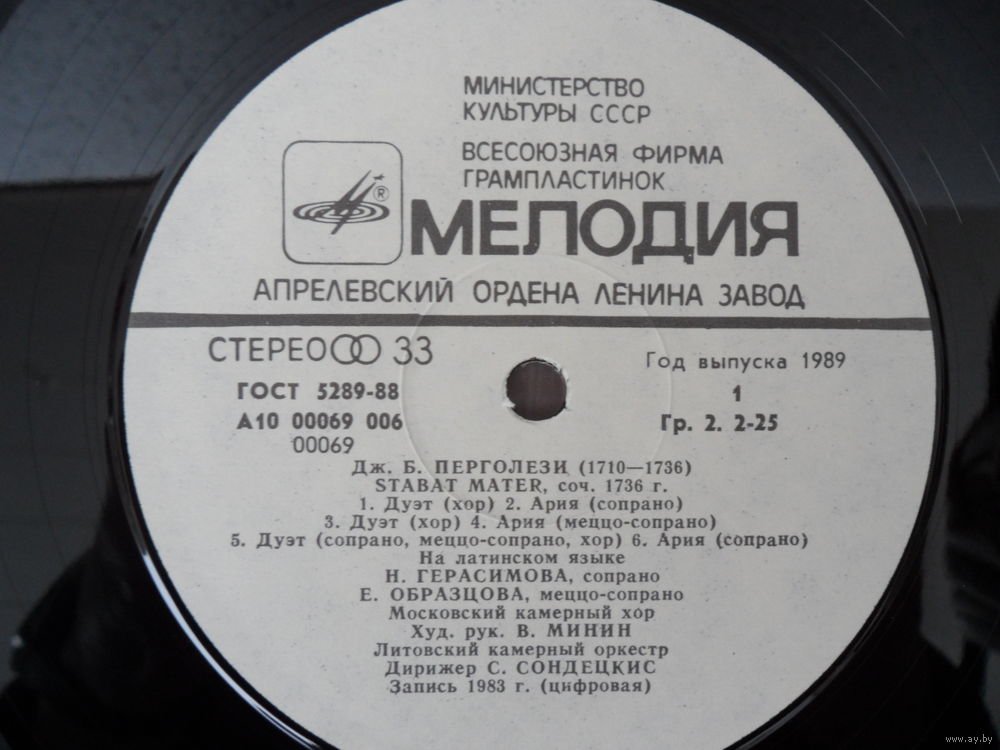 МИНИСТЕРСТВО
КУЛЬТУРЫ СССР
ВСЕСОЮЗНАЯ ФИРМА
ГРАМПЛАСТИНОК
®
МЕЛОДИЯ
АПРЕЛЕВСКИЙ ОРДЕНА ЛЕНИНА ЗАВОД
СТЕРЕО 33
Год выпуска 1989
ГОСТ 5289-88
1
А10 00069 006
Гр. 2. 2-25
00069
Дж. Б. ПЕРГОЛЕЗИ (1710—1736)
STABAT MATER, соч. 1736 г.
1. Дуэт (хор) 2. Ария (сопрано)
3. Дуэт (хор) 4. Ария (меццо-сопрано)
5. Дуэт (сопрано, меццо-сопрано, хор) 6. Ария (сопрано)
На латинском языке
Н. ГЕРАСИМОВА, сопрано
Е. ОБРАЗЦОВА, меццо-сопрано
Московский камерный хор
Худ. рук. В. МИНИН
Литовский камерный оркестр
Дирижер С. СОНДЕЦКИС
Запись 1983 г. (цифровая)
www.ay.by